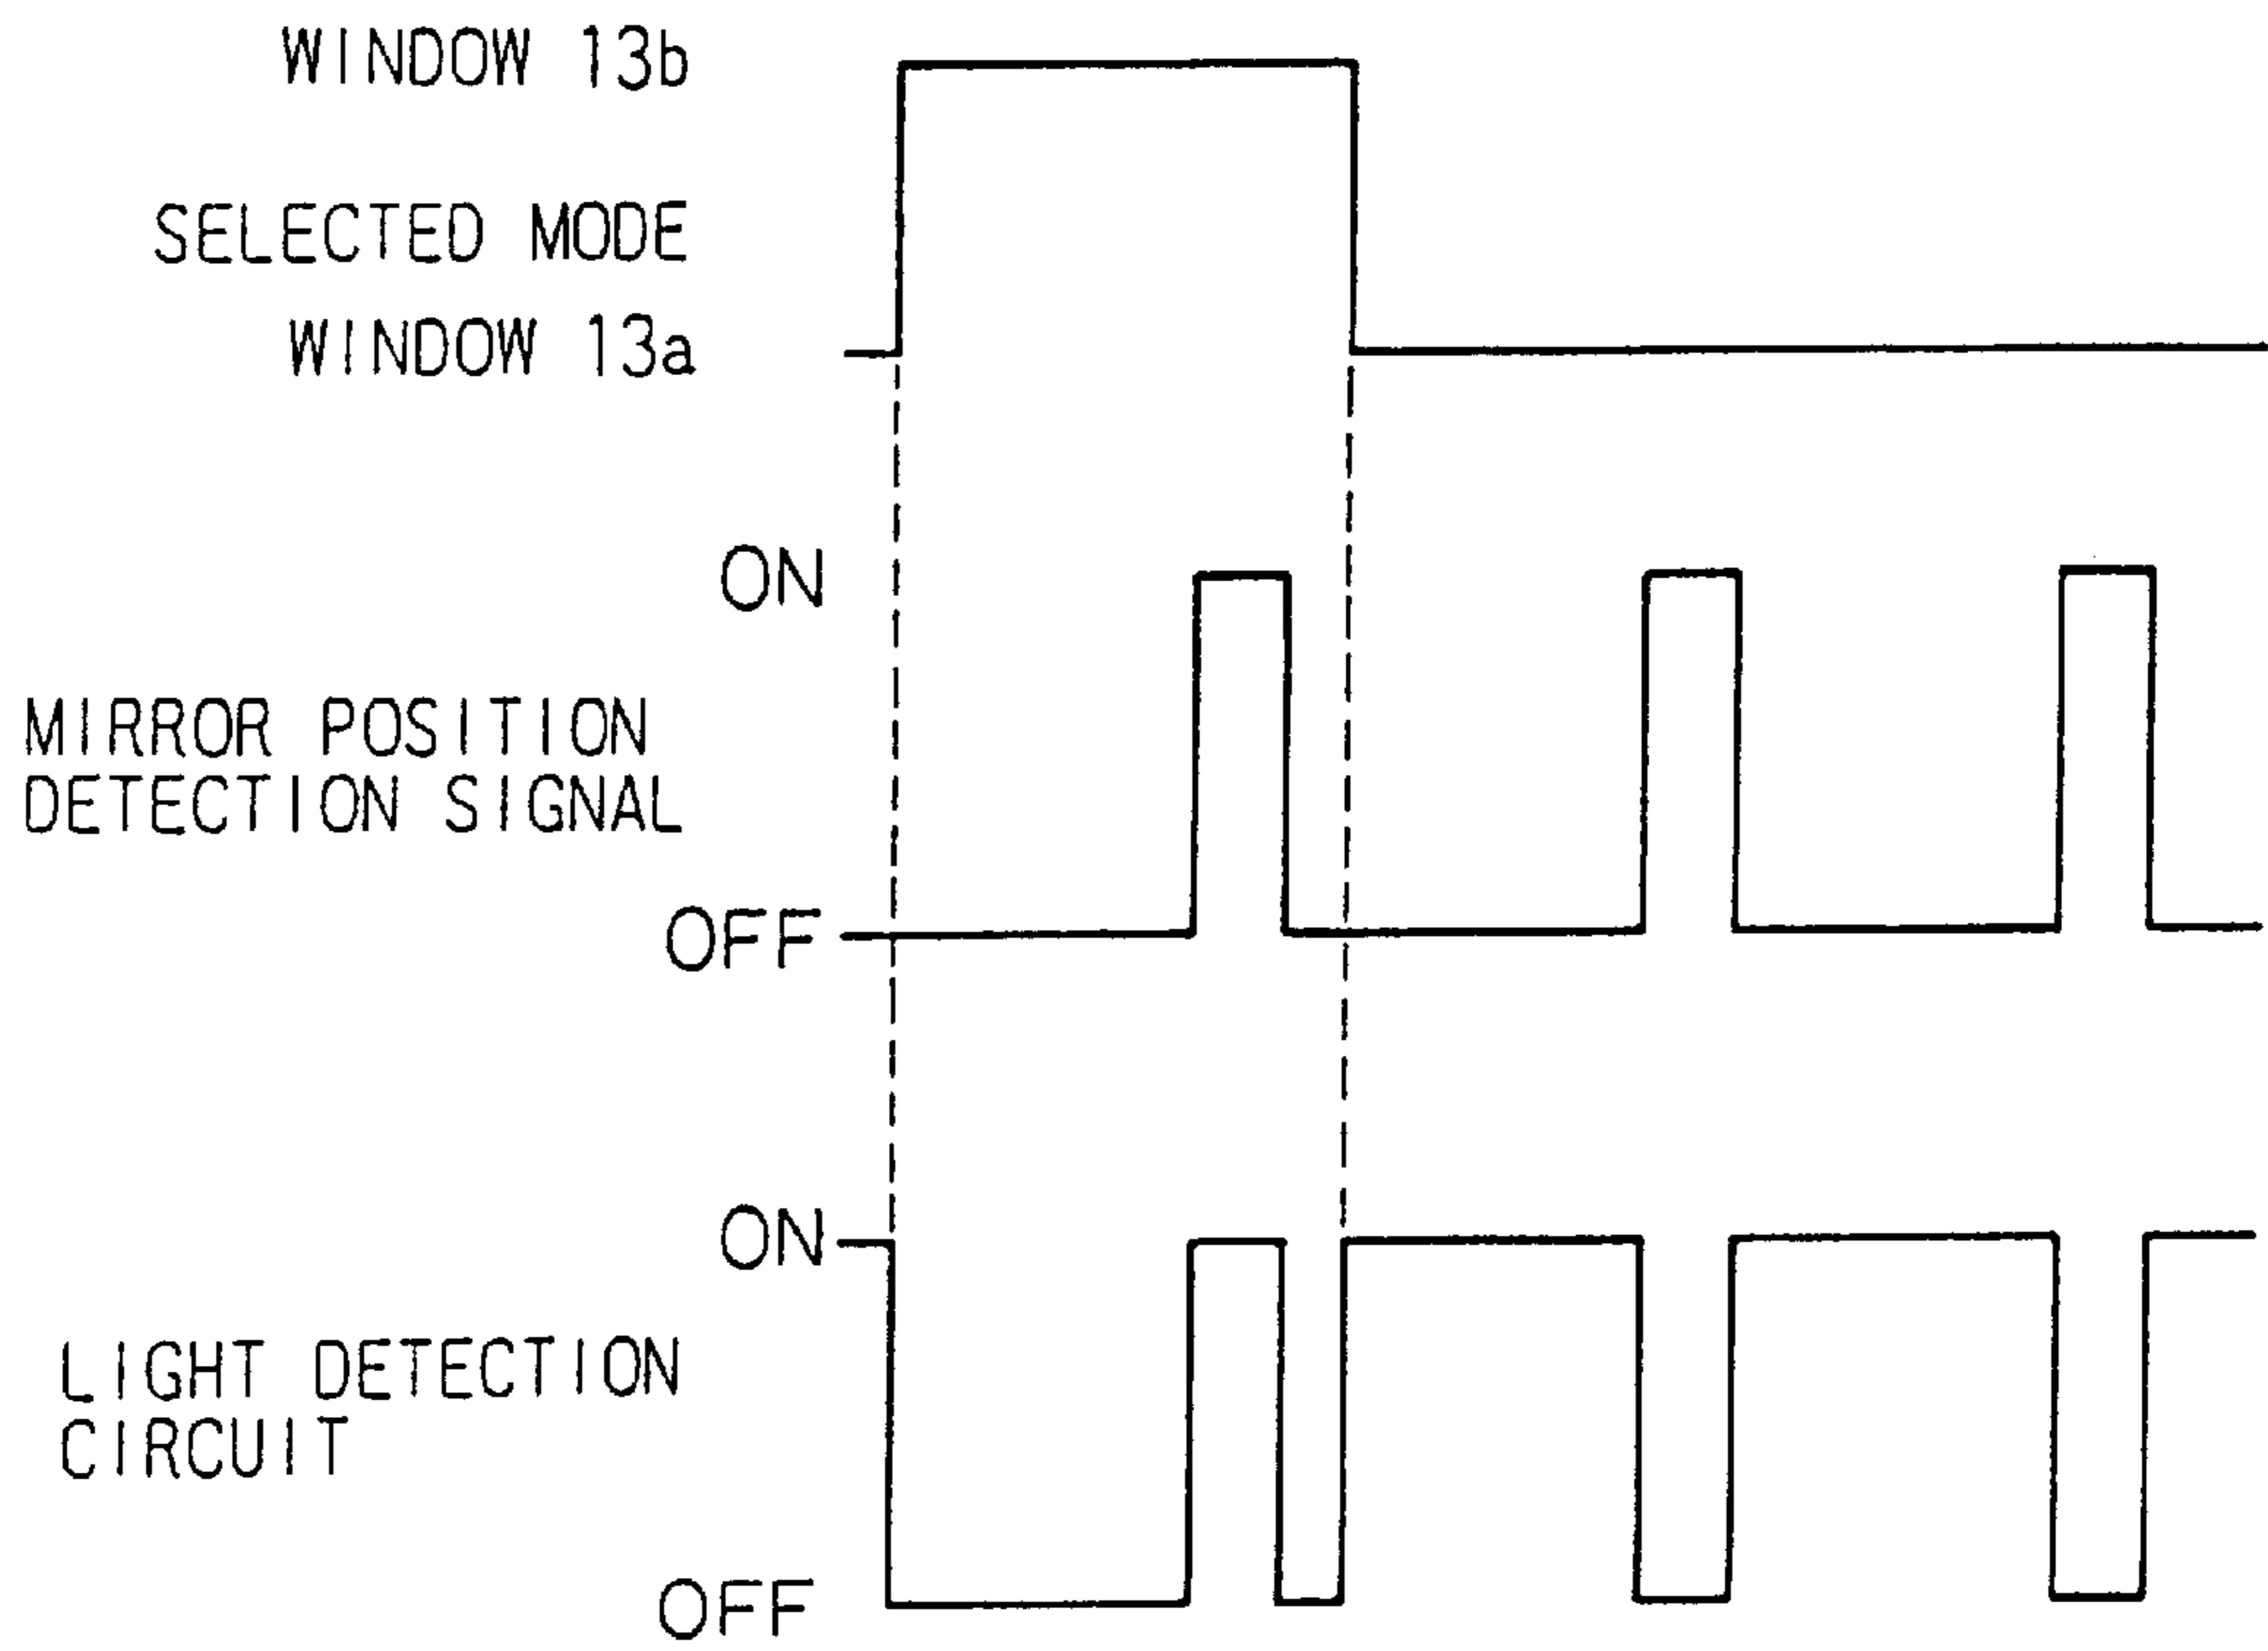 WINDOW 13b
SELECTED MODE
WINDOW 13a
ON
MIRROR POSITION
DETECTION SIGNAL
OFF
ON
LIGHT DETECTION
CIRCUIT
OFF